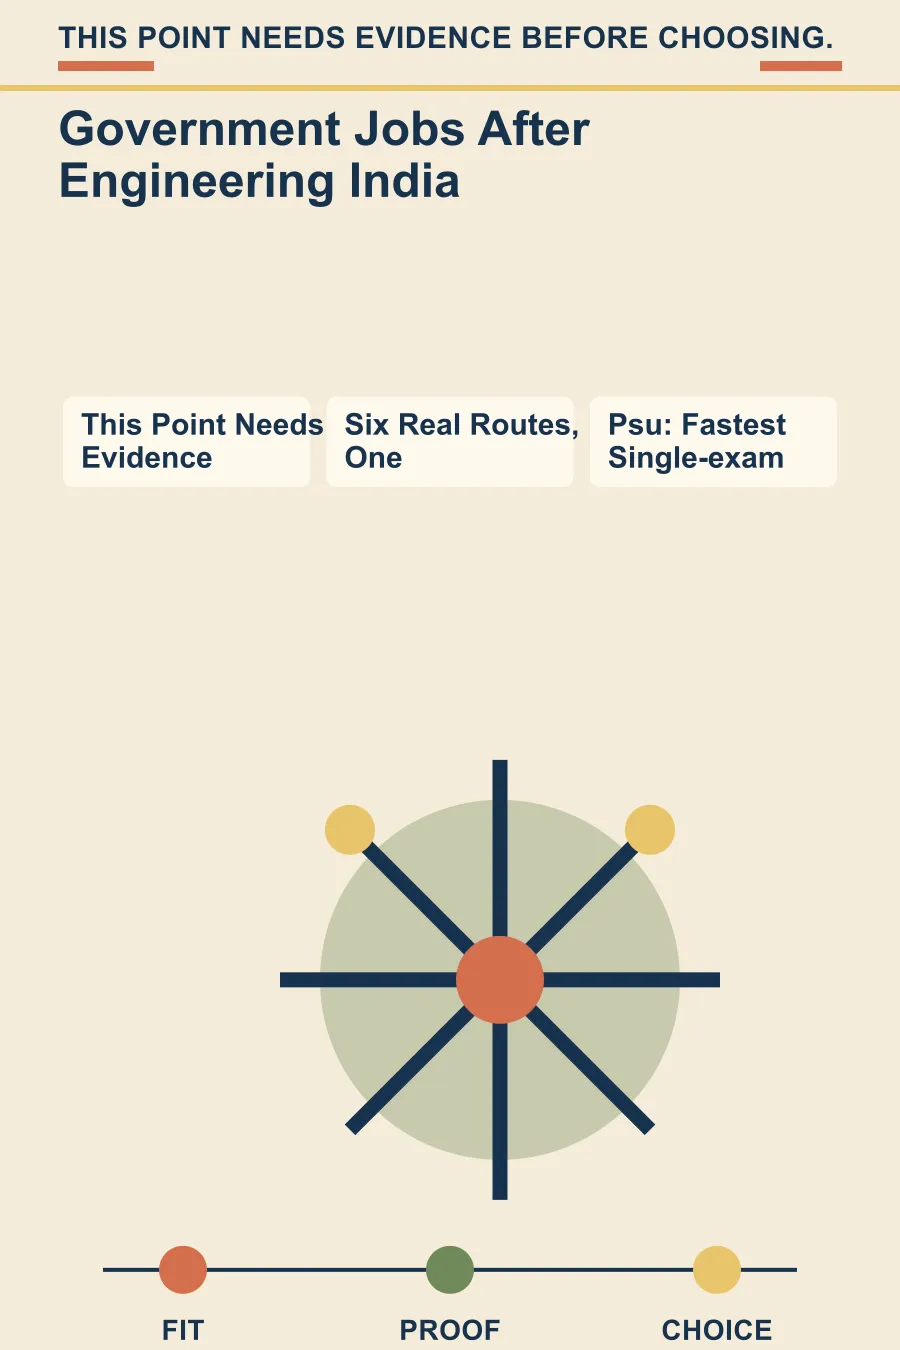 THIS POINT NEEDS EVIDENCE BEFORE CHOOSING.
Government Jobs After
Engineering India
This Point Needs
Evidence
Six Real Routes,
One
Psu: Fastest
Single-exam
FIT
PROOF
CHOICE